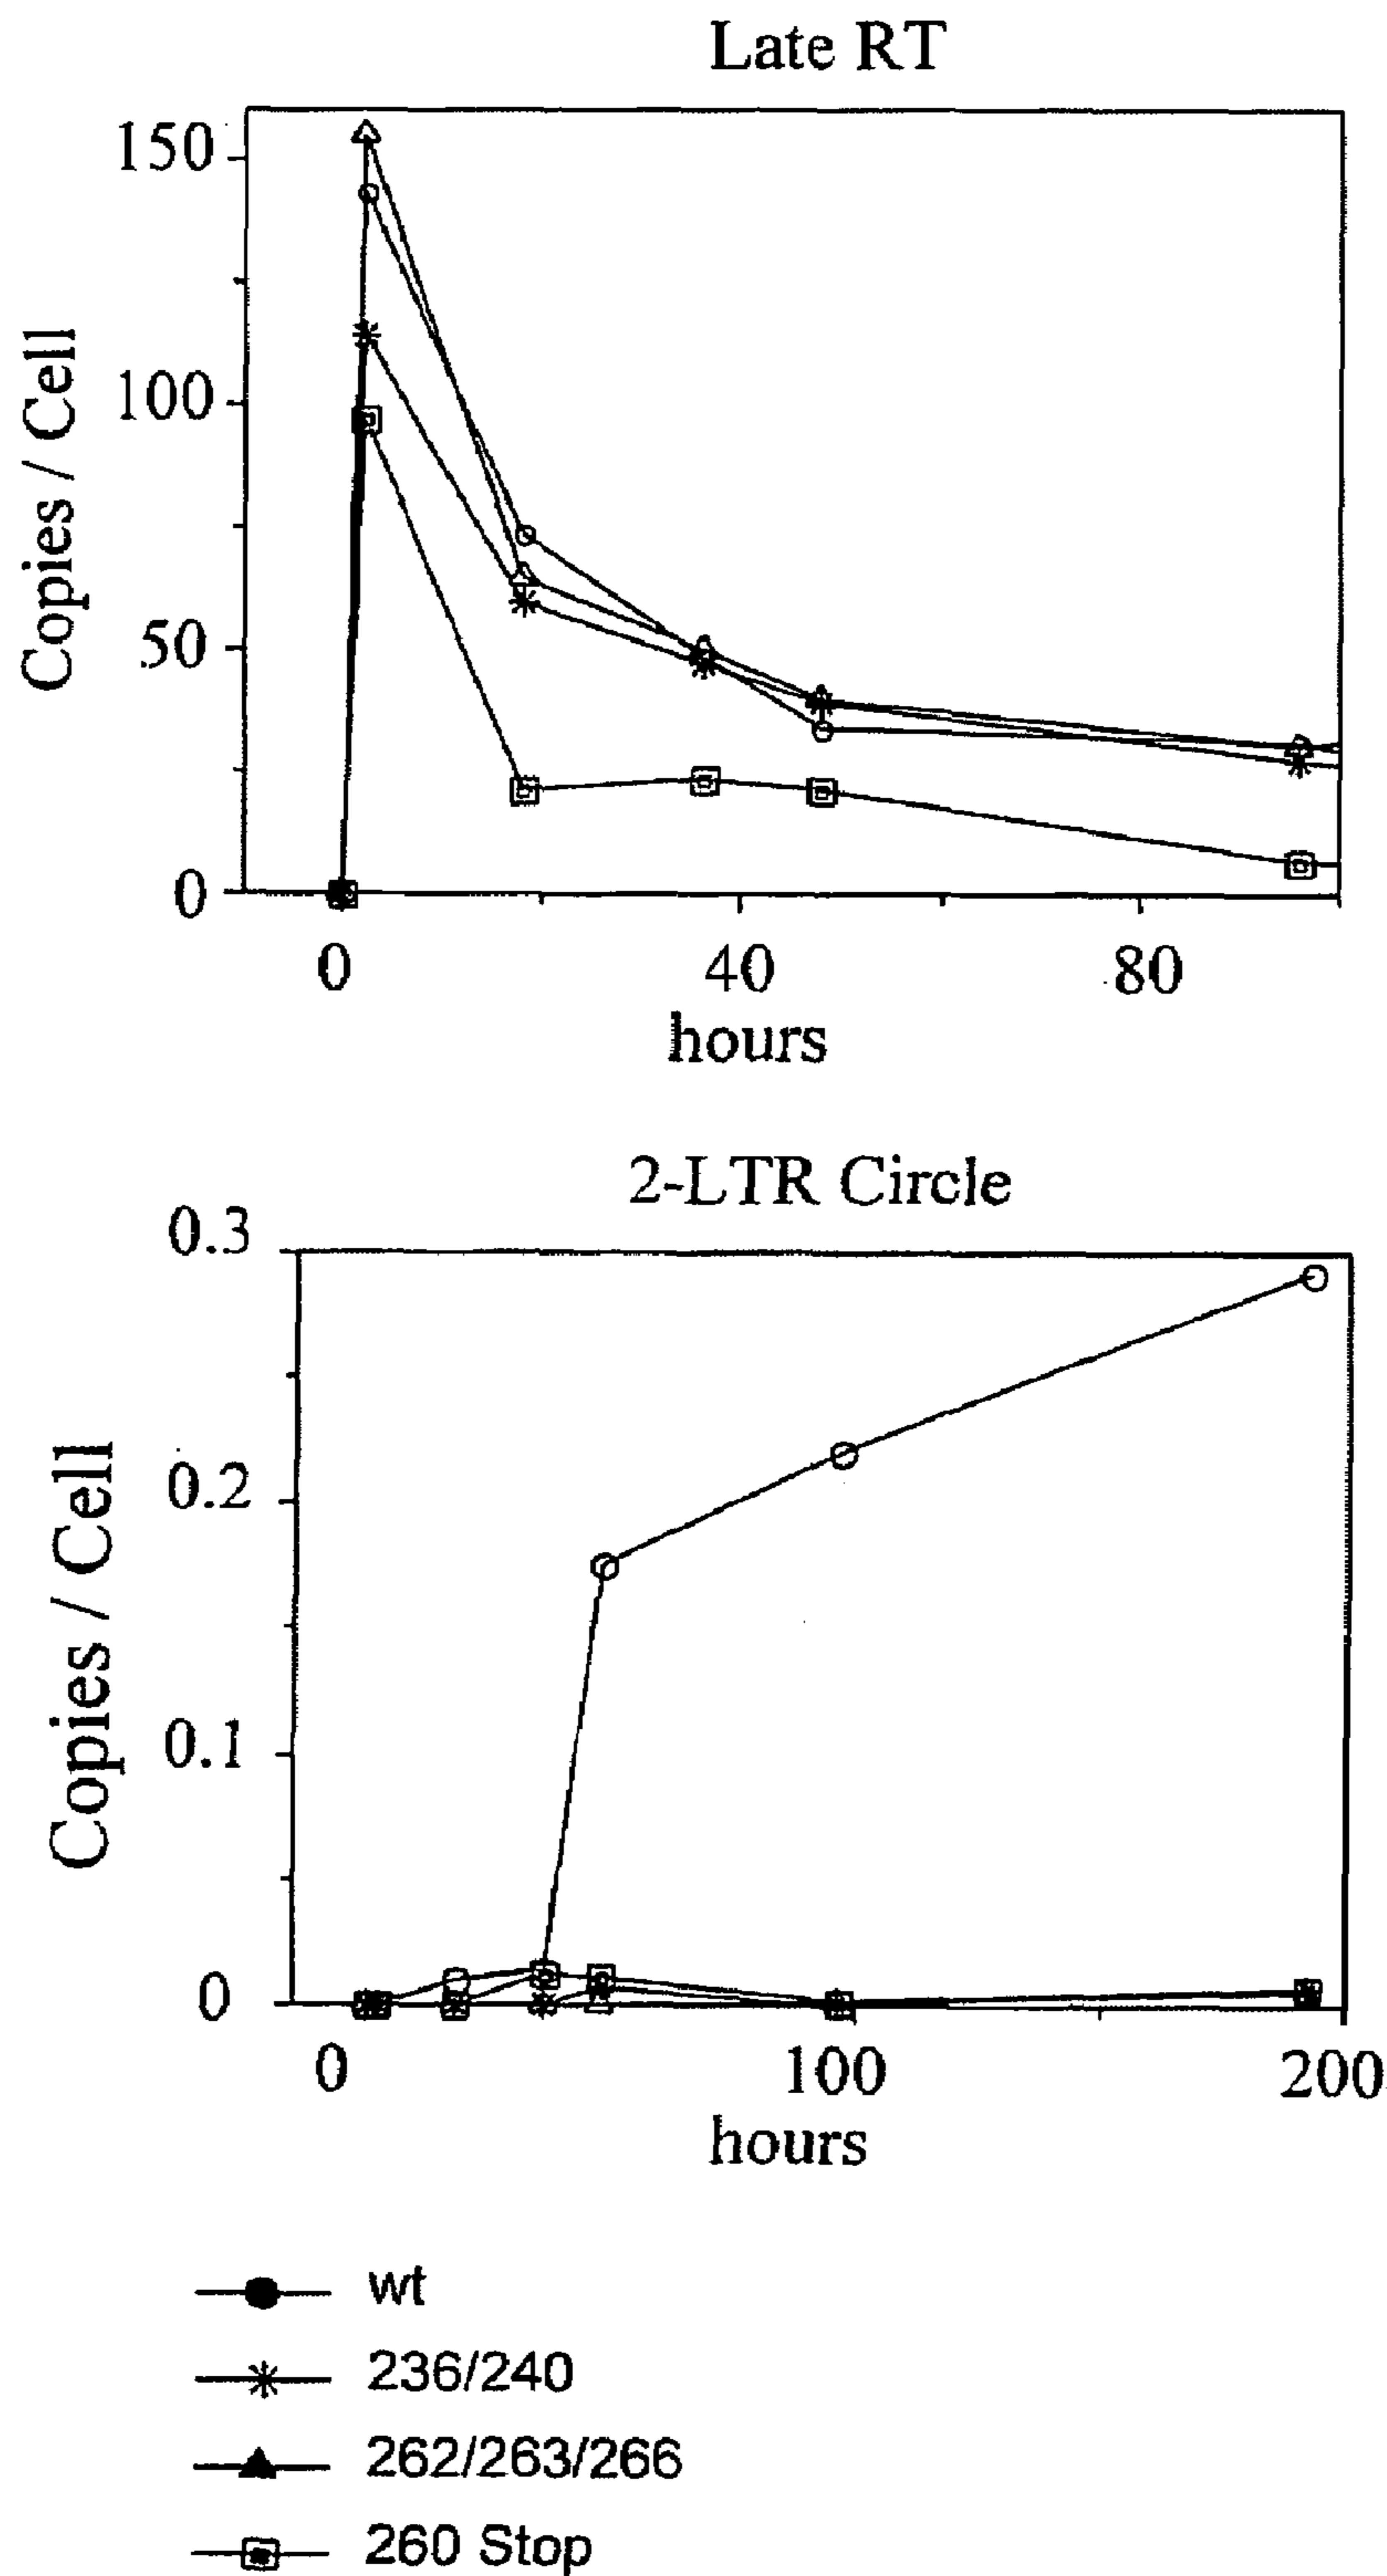 Late RT
150
100
50
0
Copies / Cell
0 40 80
hours
2-LTR Circle
0.3
0.2
0.1
0
Copies / Cell
0 100 200
hours
wt
236/240
262/263/266
260 Stop